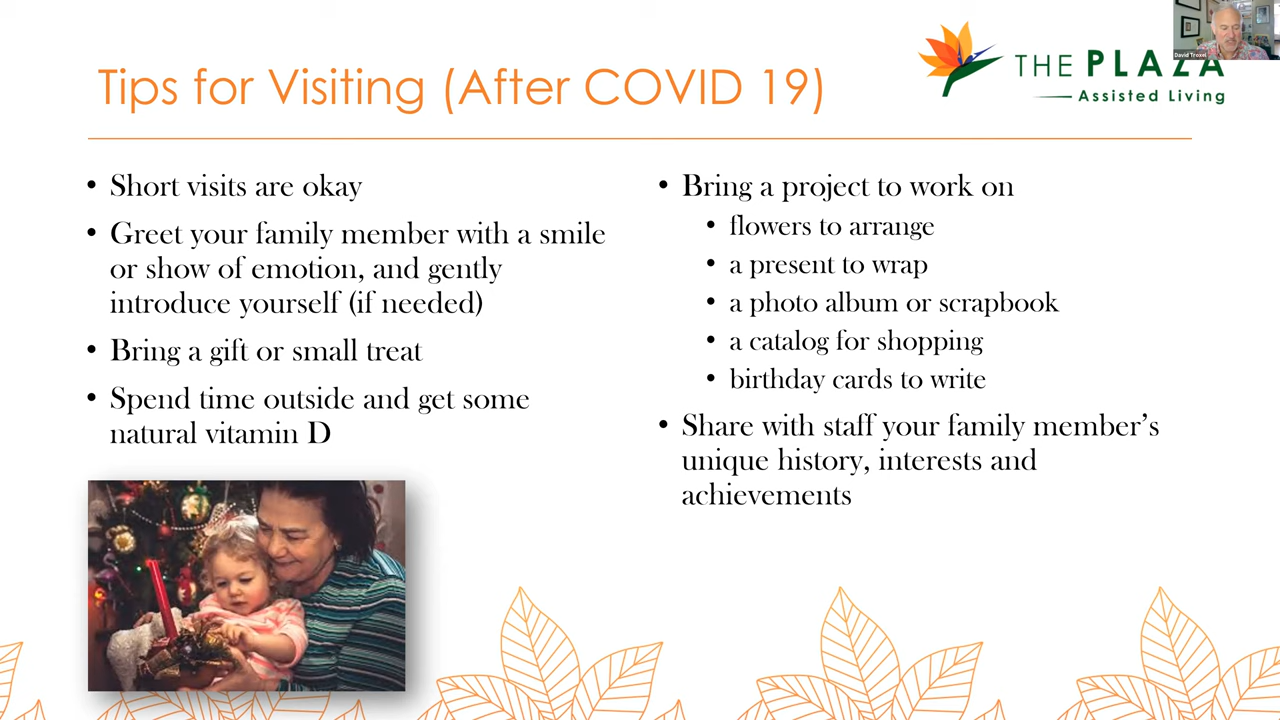 Tips for Visiting (After COVID 19)
THE PLAZA
Assisted Living
David Troxel
• Short visits are okay
• Greet your family member with a smile
or show of emotion, and gently
introduce yourself (if needed)
• Bring a gift or small treat
• Spend time outside and get some
natural vitamin D
• Bring a project to work on
• flowers to arrange
• a present to wrap
• a photo album or scrapbook
• a catalog for shopping
• birthday cards to write
• Share with staff your family member’s
unique history, interests and
achievements